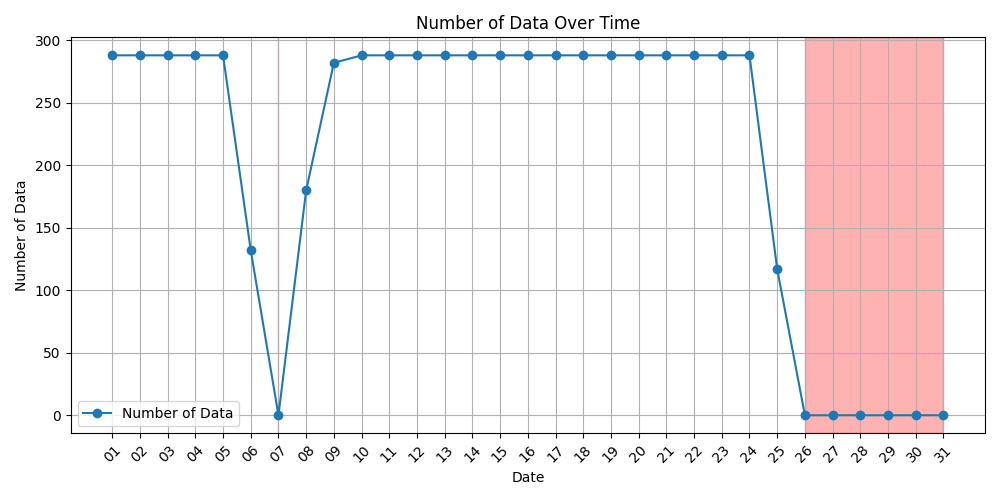 Number of Data Over Time
300
250
200
150
100
50
0
Number of Data
Number of Data
01 02 03 04 05 06 07 08 09 10 11 12 13 14 15 16 17 18 19 20 21 22 23 24 25 26 27 28 29 30 31
Date